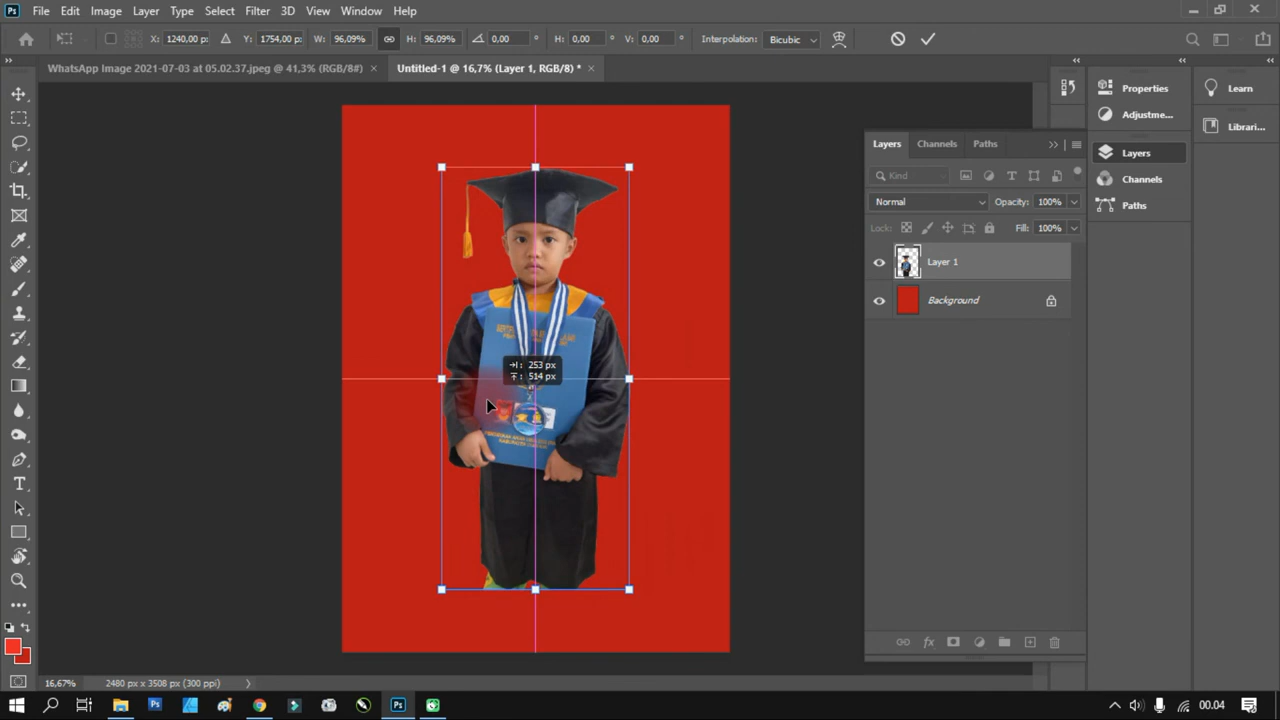 File Edit Image Layer Type Select Filter 3D View Window Help
X: 1240,00 px Y: 1754,00 px W: 96,09% H: 96,09% 0,00 ° H: 0,00 ° V: 0,00 ° Interpolation: Bicubic
WhatsApp Image 2021-07-03 at 05.02.37.jpeg @ 41,3% (RGB/8#) × Untitled-1 @ 16,7% (Layer 1, RGB/8) * ×
Properties
Adjustme...
Layers
Channels
Paths
Learn
Librari...
Layers Channels Paths
Kind
Normal Opacity: 100%
Lock: Fill: 100%
Layer 1
Background
253 px
514 px
16,67% 2480 px x 3508 px (300 ppi)
00.04